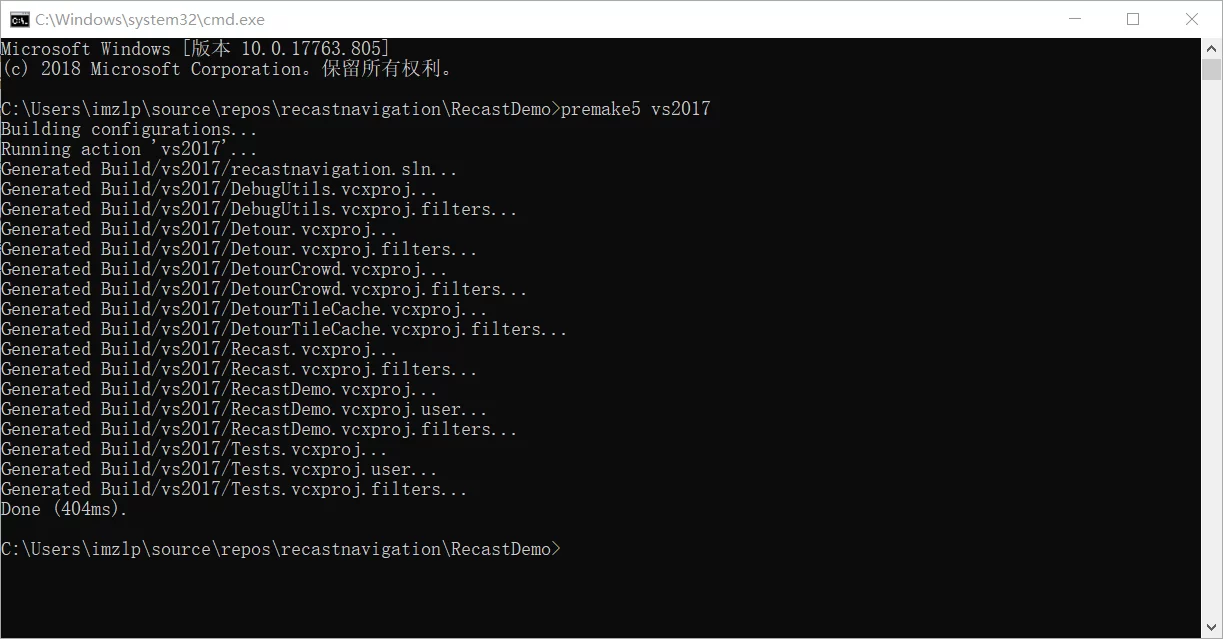 C:\Windows\system32\cmd.exe
Microsoft Windows [版本 10.0.17763.805]
(c) 2018 Microsoft Corporation。保留所有权利。
C:\Users\imzlp\source\repos\recastnavigation\RecastDemo>premake5 vs2017
Building configurations...
Running action 'vs2017'...
Generated Build/vs2017/recastnavigation.sln...
Generated Build/vs2017/DebugUtils.vcxproj...
Generated Build/vs2017/DebugUtils.vcxproj.filters...
Generated Build/vs2017/Detour.vcxproj...
Generated Build/vs2017/Detour.vcxproj.filters...
Generated Build/vs2017/DetourCrowd.vcxproj...
Generated Build/vs2017/DetourCrowd.vcxproj.filters...
Generated Build/vs2017/DetourTileCache.vcxproj...
Generated Build/vs2017/DetourTileCache.vcxproj.filters...
Generated Build/vs2017/Recast.vcxproj...
Generated Build/vs2017/Recast.vcxproj.filters...
Generated Build/vs2017/RecastDemo.vcxproj...
Generated Build/vs2017/RecastDemo.vcxproj.user...
Generated Build/vs2017/RecastDemo.vcxproj.filters...
Generated Build/vs2017/Tests.vcxproj...
Generated Build/vs2017/Tests.vcxproj.user...
Generated Build/vs2017/Tests.vcxproj.filters...
Done (404ms).
C:\Users\imzlp\source\repos\recastnavigation\RecastDemo>